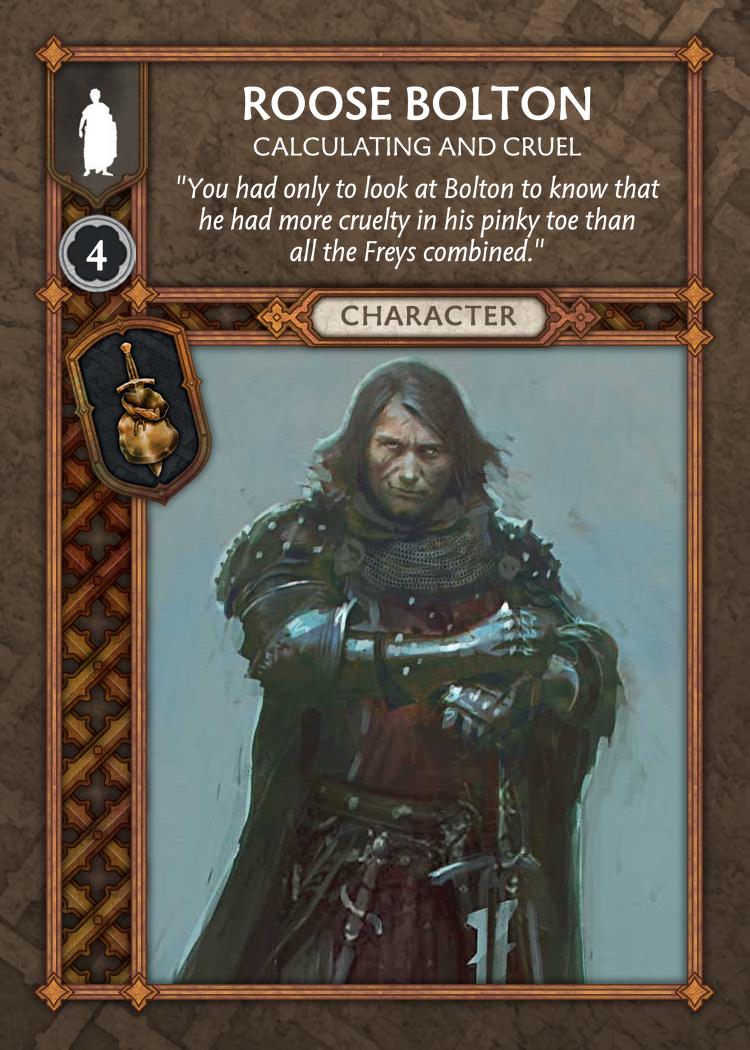 ROOSE BOLTON
CALCULATING AND CRUEL
"You had only to look at Bolton to know that
he had more cruelty in his pinky toe than
all the Freys combined."
4
CHARACTER